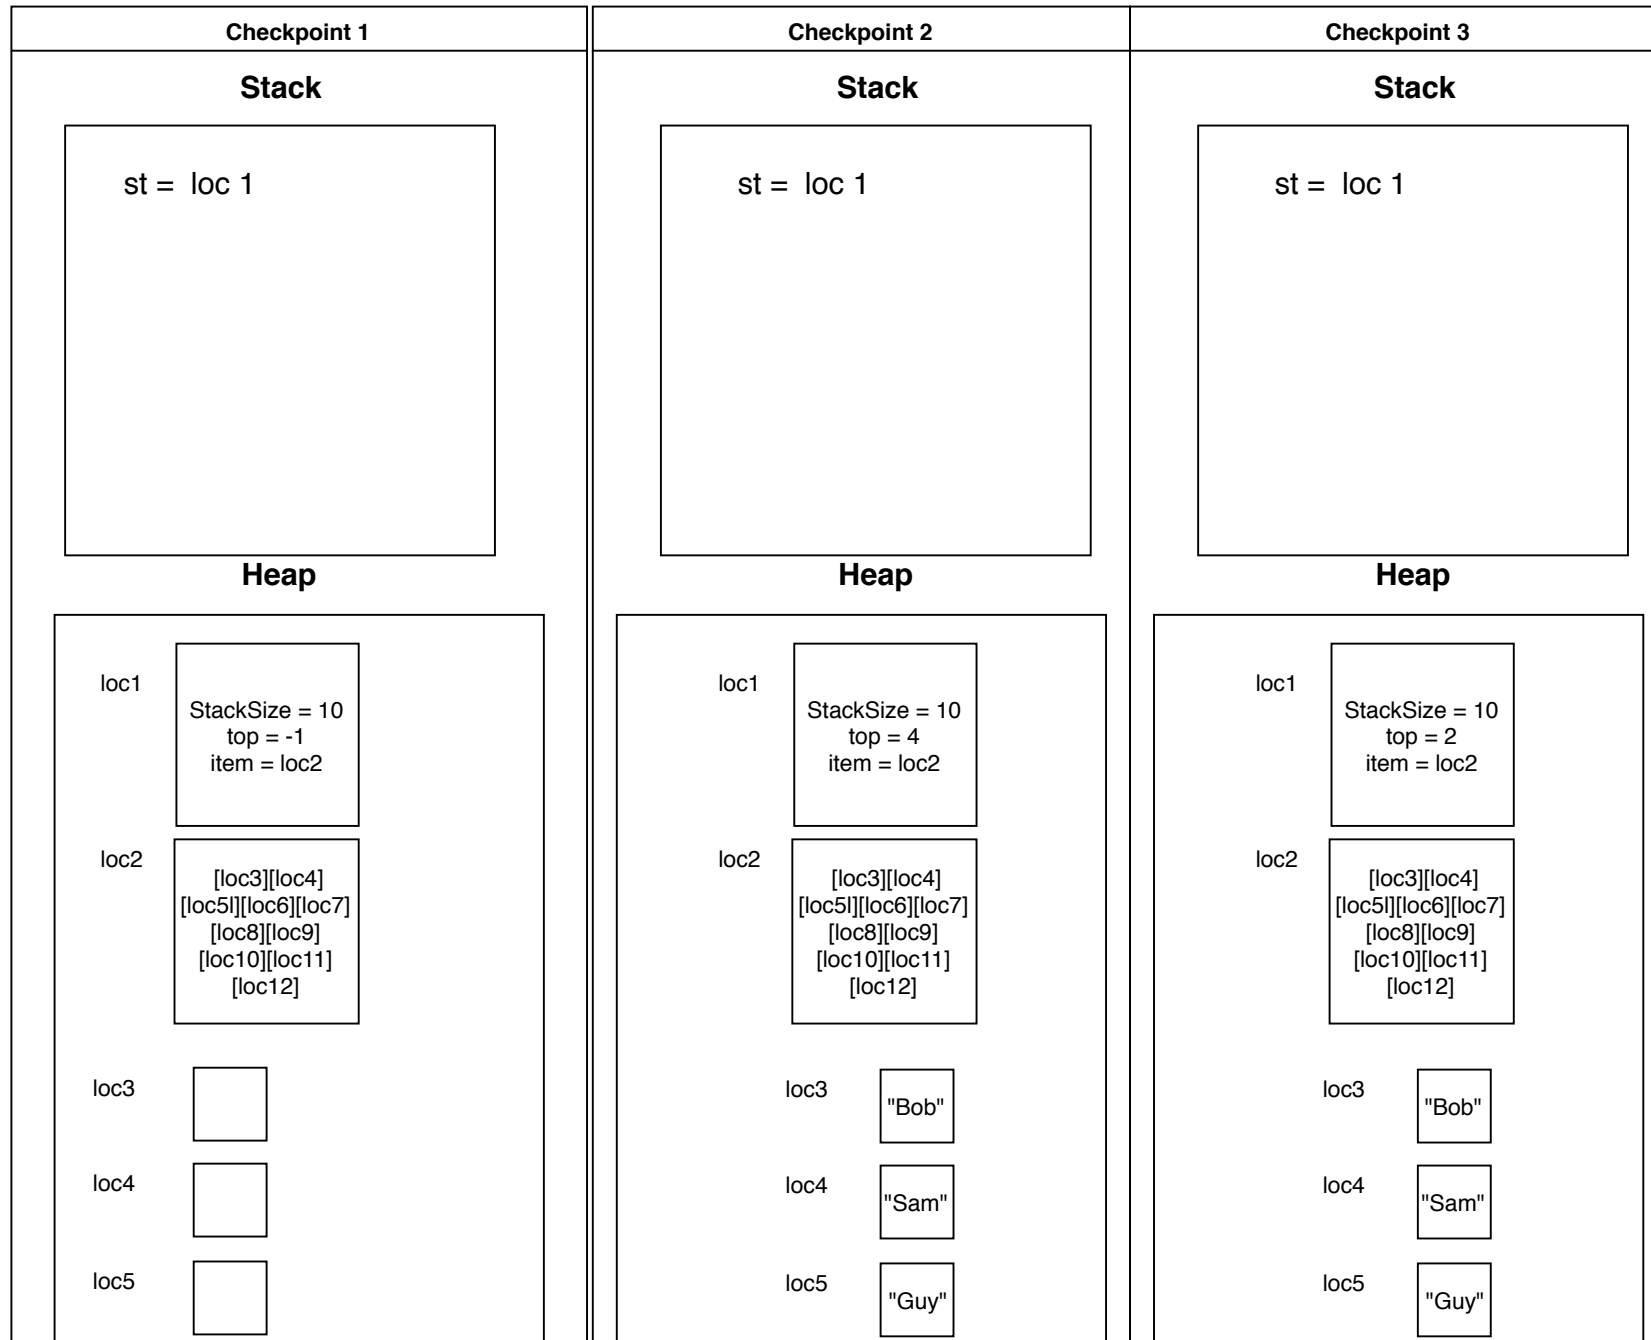 Checkpoint 1
Stack
st = loc 1
Heap
loc1
StackSize = 10
top = -1
item = loc2
loc2
[loc3][loc4]
[loc5l][loc6][loc7]
[loc8][loc9]
[loc10][loc11]
[loc12]
loc3
loc4
loc5
Checkpoint 2
Stack
st = loc 1
Heap
loc1
StackSize = 10
top = 4
item = loc2
loc2
[loc3][loc4]
[loc5l][loc6][loc7]
[loc8][loc9]
[loc10][loc11]
[loc12]
loc3
"Bob"
loc4
"Sam"
loc5
"Guy"
Checkpoint 3
Stack
st = loc 1
Heap
loc1
StackSize = 10
top = 2
item = loc2
loc2
[loc3][loc4]
[loc5l][loc6][loc7]
[loc8][loc9]
[loc10][loc11]
[loc12]
loc3
"Bob"
loc4
"Sam"
loc5
"Guy"